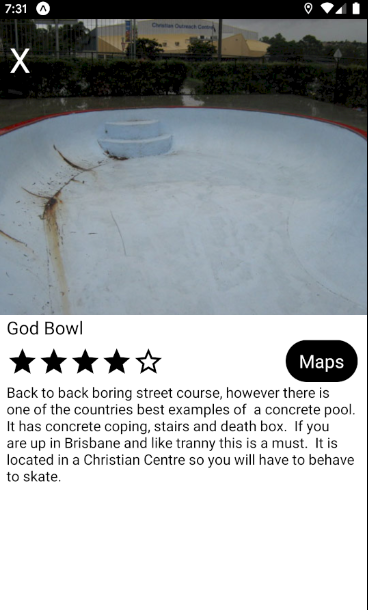 7:31
Christian Outreach Centre
X
God Bowl
Maps
Back to back boring street course, however there is
one of the countries best examples of  a concrete pool.
It has concrete coping, stairs and death box.  If you
are up in Brisbane and like tranny this is a must.  It is
located in a Christian Centre so you will have to behave
to skate.